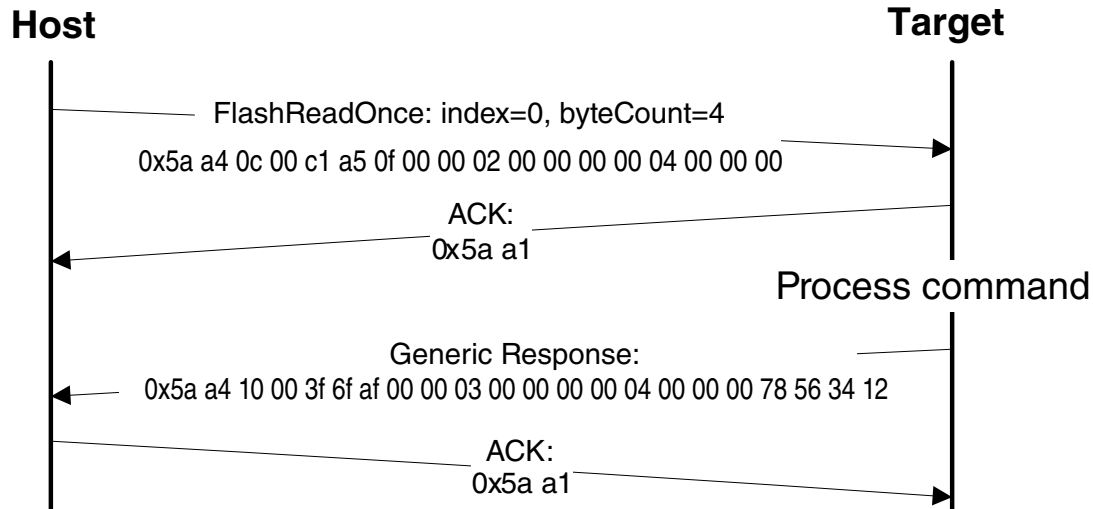 Host
Target
FlashReadOnce: index=0, byteCount=4
0x5a a4 0c 00 c1 a5 0f 00 00 02 00 00 00 00 04 00 00 00
ACK:
0x5a a1
Process command
Generic Response:
0x5a a4 10 00 3f 6f af 00 00 03 00 00 00 00 04 00 00 00 78 56 34 12
ACK:
0x5a a1